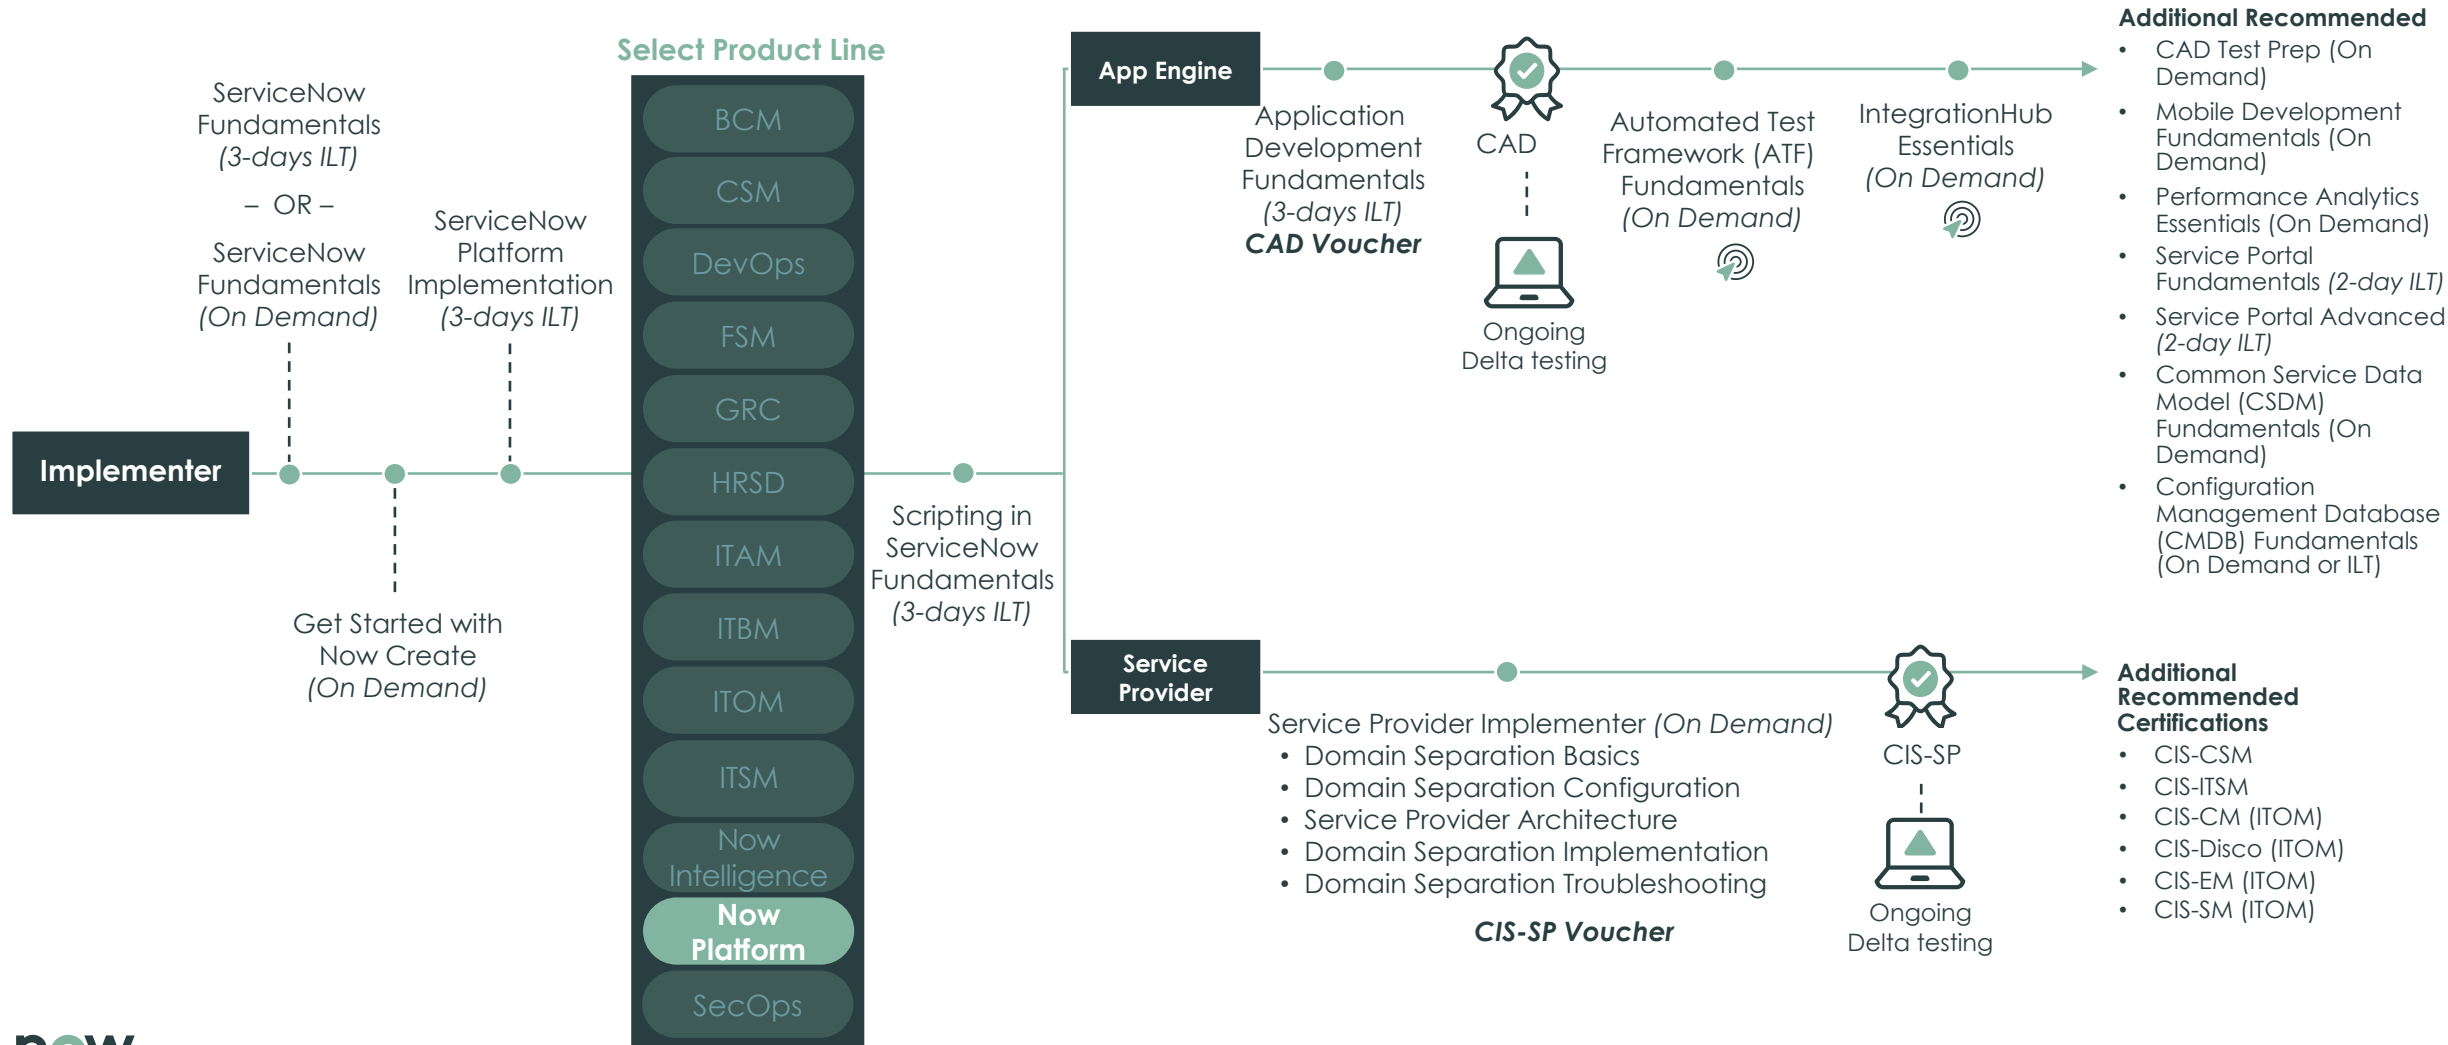 Implementer
ServiceNow
Fundamentals
(3-days ILT)
– OR –
ServiceNow
Fundamentals
(On Demand)
Get Started with
Now Create
(On Demand)
ServiceNow
Platform
Implementation
(3-days ILT)
Select Product Line
BCM
CSM
DevOps
FSM
GRC
HRSD
ITAM
ITBM
ITOM
ITSM
Now
Intelligence
Now
Platform
SecOps
Scripting in
ServiceNow
Fundamentals
(3-days ILT)
App Engine
Application
Development
Fundamentals
(3-days ILT)
CAD Voucher
CAD
Ongoing
Delta testing
Automated Test
Framework (ATF)
Fundamentals
(On Demand)
IntegrationHub
Essentials
(On Demand)
Additional Recommended
• CAD Test Prep (On
Demand)
• Mobile Development
Fundamentals (On
Demand)
• Performance Analytics
Essentials (On Demand)
• Service Portal
Fundamentals (2-day ILT)
• Service Portal Advanced
(2-day ILT)
• Common Service Data
Model (CSDM)
Fundamentals (On
Demand)
• Configuration
Management Database
(CMDB) Fundamentals
(On Demand or ILT)
Service
Provider
Service Provider Implementer (On Demand)
• Domain Separation Basics
• Domain Separation Configuration
• Service Provider Architecture
• Domain Separation Implementation
• Domain Separation Troubleshooting
CIS-SP Voucher
CIS-SP
Ongoing
Delta testing
Additional
Recommended
Certifications
• CIS-CSM
• CIS-ITSM
• CIS-CM (ITOM)
• CIS-Disco (ITOM)
• CIS-EM (ITOM)
• CIS-SM (ITOM)
now